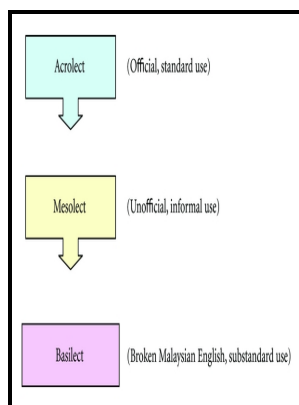 Acrolect (Official, standard use)
Mesolect (Unofficial, informal use)
Basilect (Broken Malaysian English, substandard use)